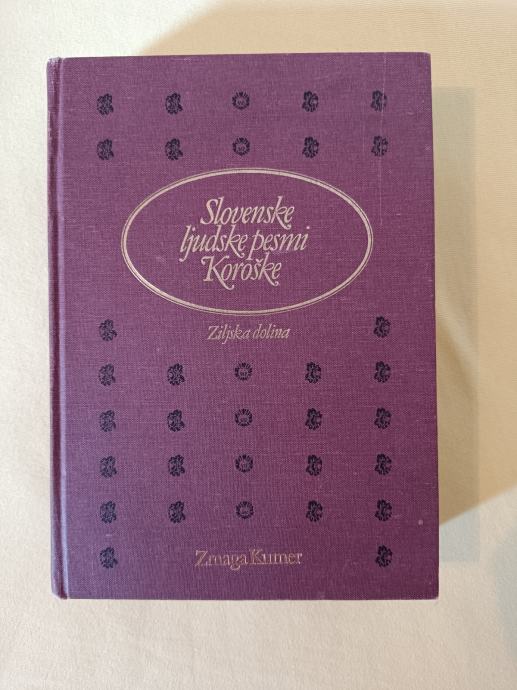 Slovenske
ljudske pesmi
Koroške
Ziljska dolina
Zmaga Kumer